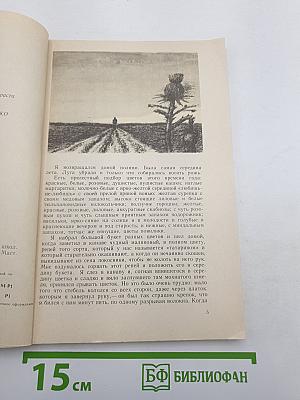 Я возвращался домой полями. Была самая середина
лета. Луга убрали и только что собирались косить рожь.
Есть прелестный подбор цветов этого времени года:
красные, белые, розовые, душистые, пушистые кашки; наглые
маргаритки; молочно-белые с ярко-желтой серединой «любишь-
не-любишь» с своей прелой пряной вонью; желтая сурепка с
своим медовым запахом; высоко стоящие лиловые и белые
тюльпановидные колокольчики; ползучие горошки; желтые,
красные, розовые, лиловые, аккуратные скабиозы; с чуть розо-
вым пухом и чуть слышным приятным запахом подорожник;
васильки, ярко-синие на солнце и в молодости и голубые и
краснеющие вечером и под старость; и нежные, с миндальным
запахом, тотчас же вянущие, цветы повилики.
Я набрал большой букет разных цветов и шел домой,
когда заметил в канаве чудный малиновый, в полном цвету,
репей того сорта, который у нас называется «татарином» и
который старательно окашивают, а когда он нечаянно скошен,
выкидывают из сена покосники, чтобы не колоть на него рук.
Мне вздумалось сорвать этот репей и положить его в середину
букета. Я слез в канаву и, согнав впившегося в середину
цветка и сладко и вяло заснувшего там мохнатого шмеля,
принялся срывать цветок. Но это было очень трудно: мало
того что стебель кололся со всех сторон, даже через платок,
которым я завернул руку,— он был так страшно крепок, что
я бился с ним минут пять, по одному разрывая волокна. Когда
5
15 см
БФ БИБЛИОФАН